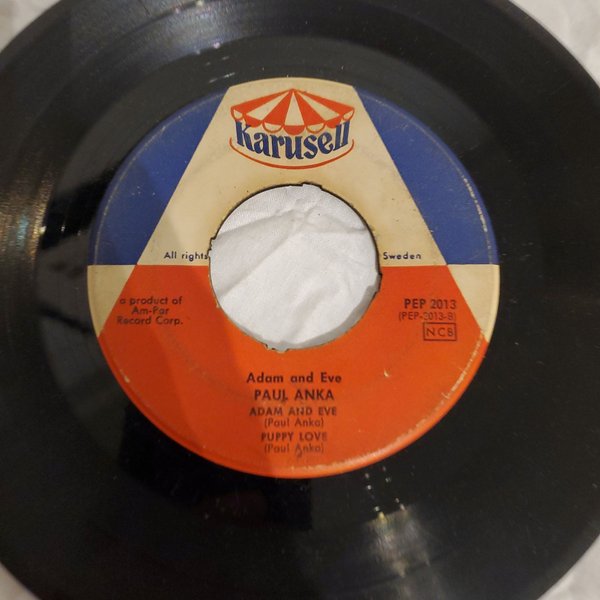 Karusell
All rights
Sweden
a product of
Am-Par
Record Corp.
PEP 2013
(PEP-2013-B)
NCB
Adam and Eve
PAUL ANKA
ADAM AND EVE
(Paul Anka)
PUPPY LOVE
(Paul Anka)